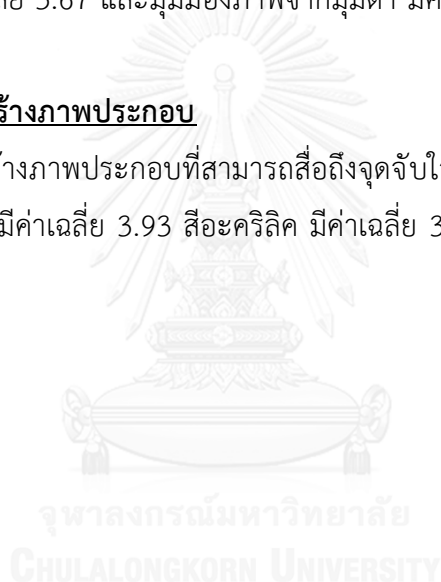 ย 3.67 และมุมมองภาพจากมุมต่ำ มีค
ร้างภาพประกอบ
างภาพประกอบที่สามารถสื่อถึงจุดจับใ
มีค่าเฉลี่ย 3.93 สีอะคริลิค มีค่าเฉลี่ย 3
จุฬาลงกรณ์มหาวิทยาลัย
CHULALONGKORN UNIVERSITY